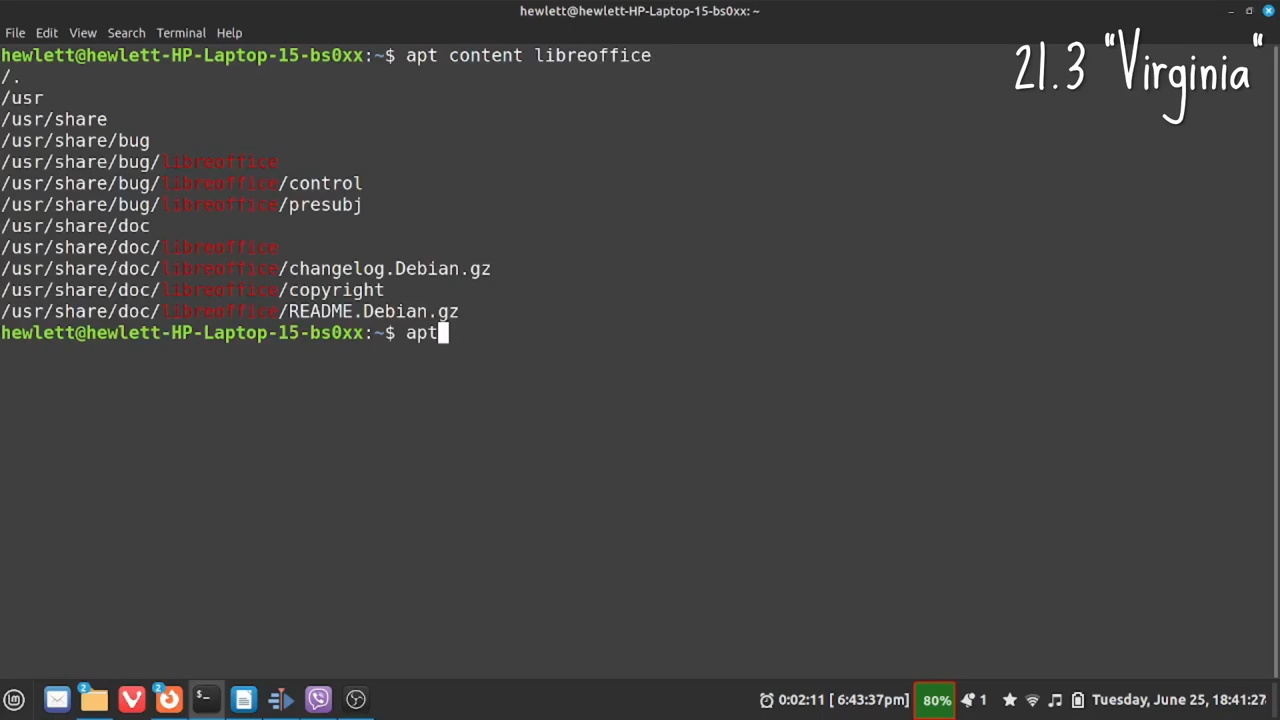 hewlett@hewlett-HP-Laptop-15-bs0xx: ~
File Edit View Search Terminal Help
hewlett@hewlett-HP-Laptop-15-bs0xx:~$ apt content libreoffice
21.3 "Virginia"
/.
/usr
/usr/share
/usr/share/bug
/usr/share/bug/libreoffice
/usr/share/bug/libreoffice/control
/usr/share/bug/libreoffice/presubj
/usr/share/doc
/usr/share/doc/libreoffice
/usr/share/doc/libreoffice/changelog.Debian.gz
/usr/share/doc/libreoffice/copyright
/usr/share/doc/libreoffice/README.Debian.gz
hewlett@hewlett-HP-Laptop-15-bs0xx:~$ apt
2 2 0:02:11 [ 6:43:37pm] 80% 1 Tuesday, June 25, 18:41:27